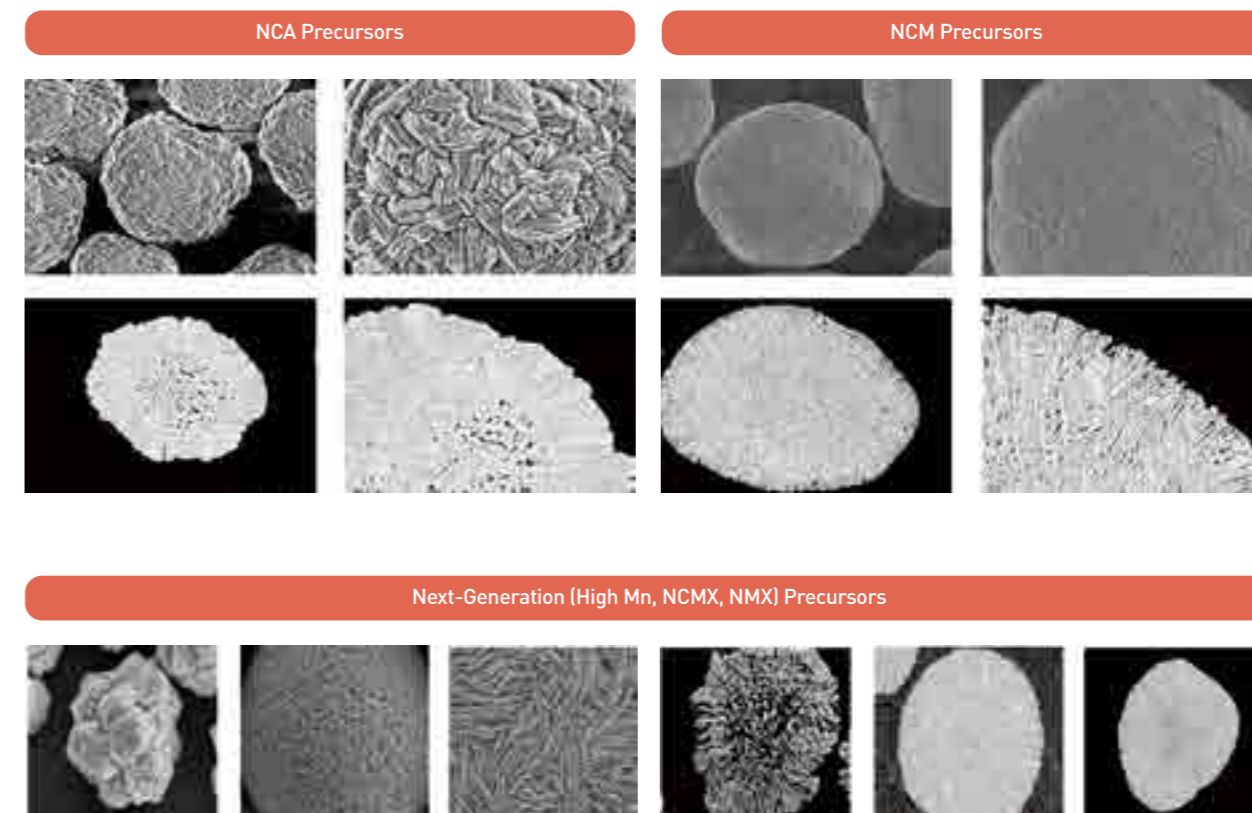 NCA Precursors
NCM Precursors
Next-Generation (High Mn, NCMX, NMX) Precursors